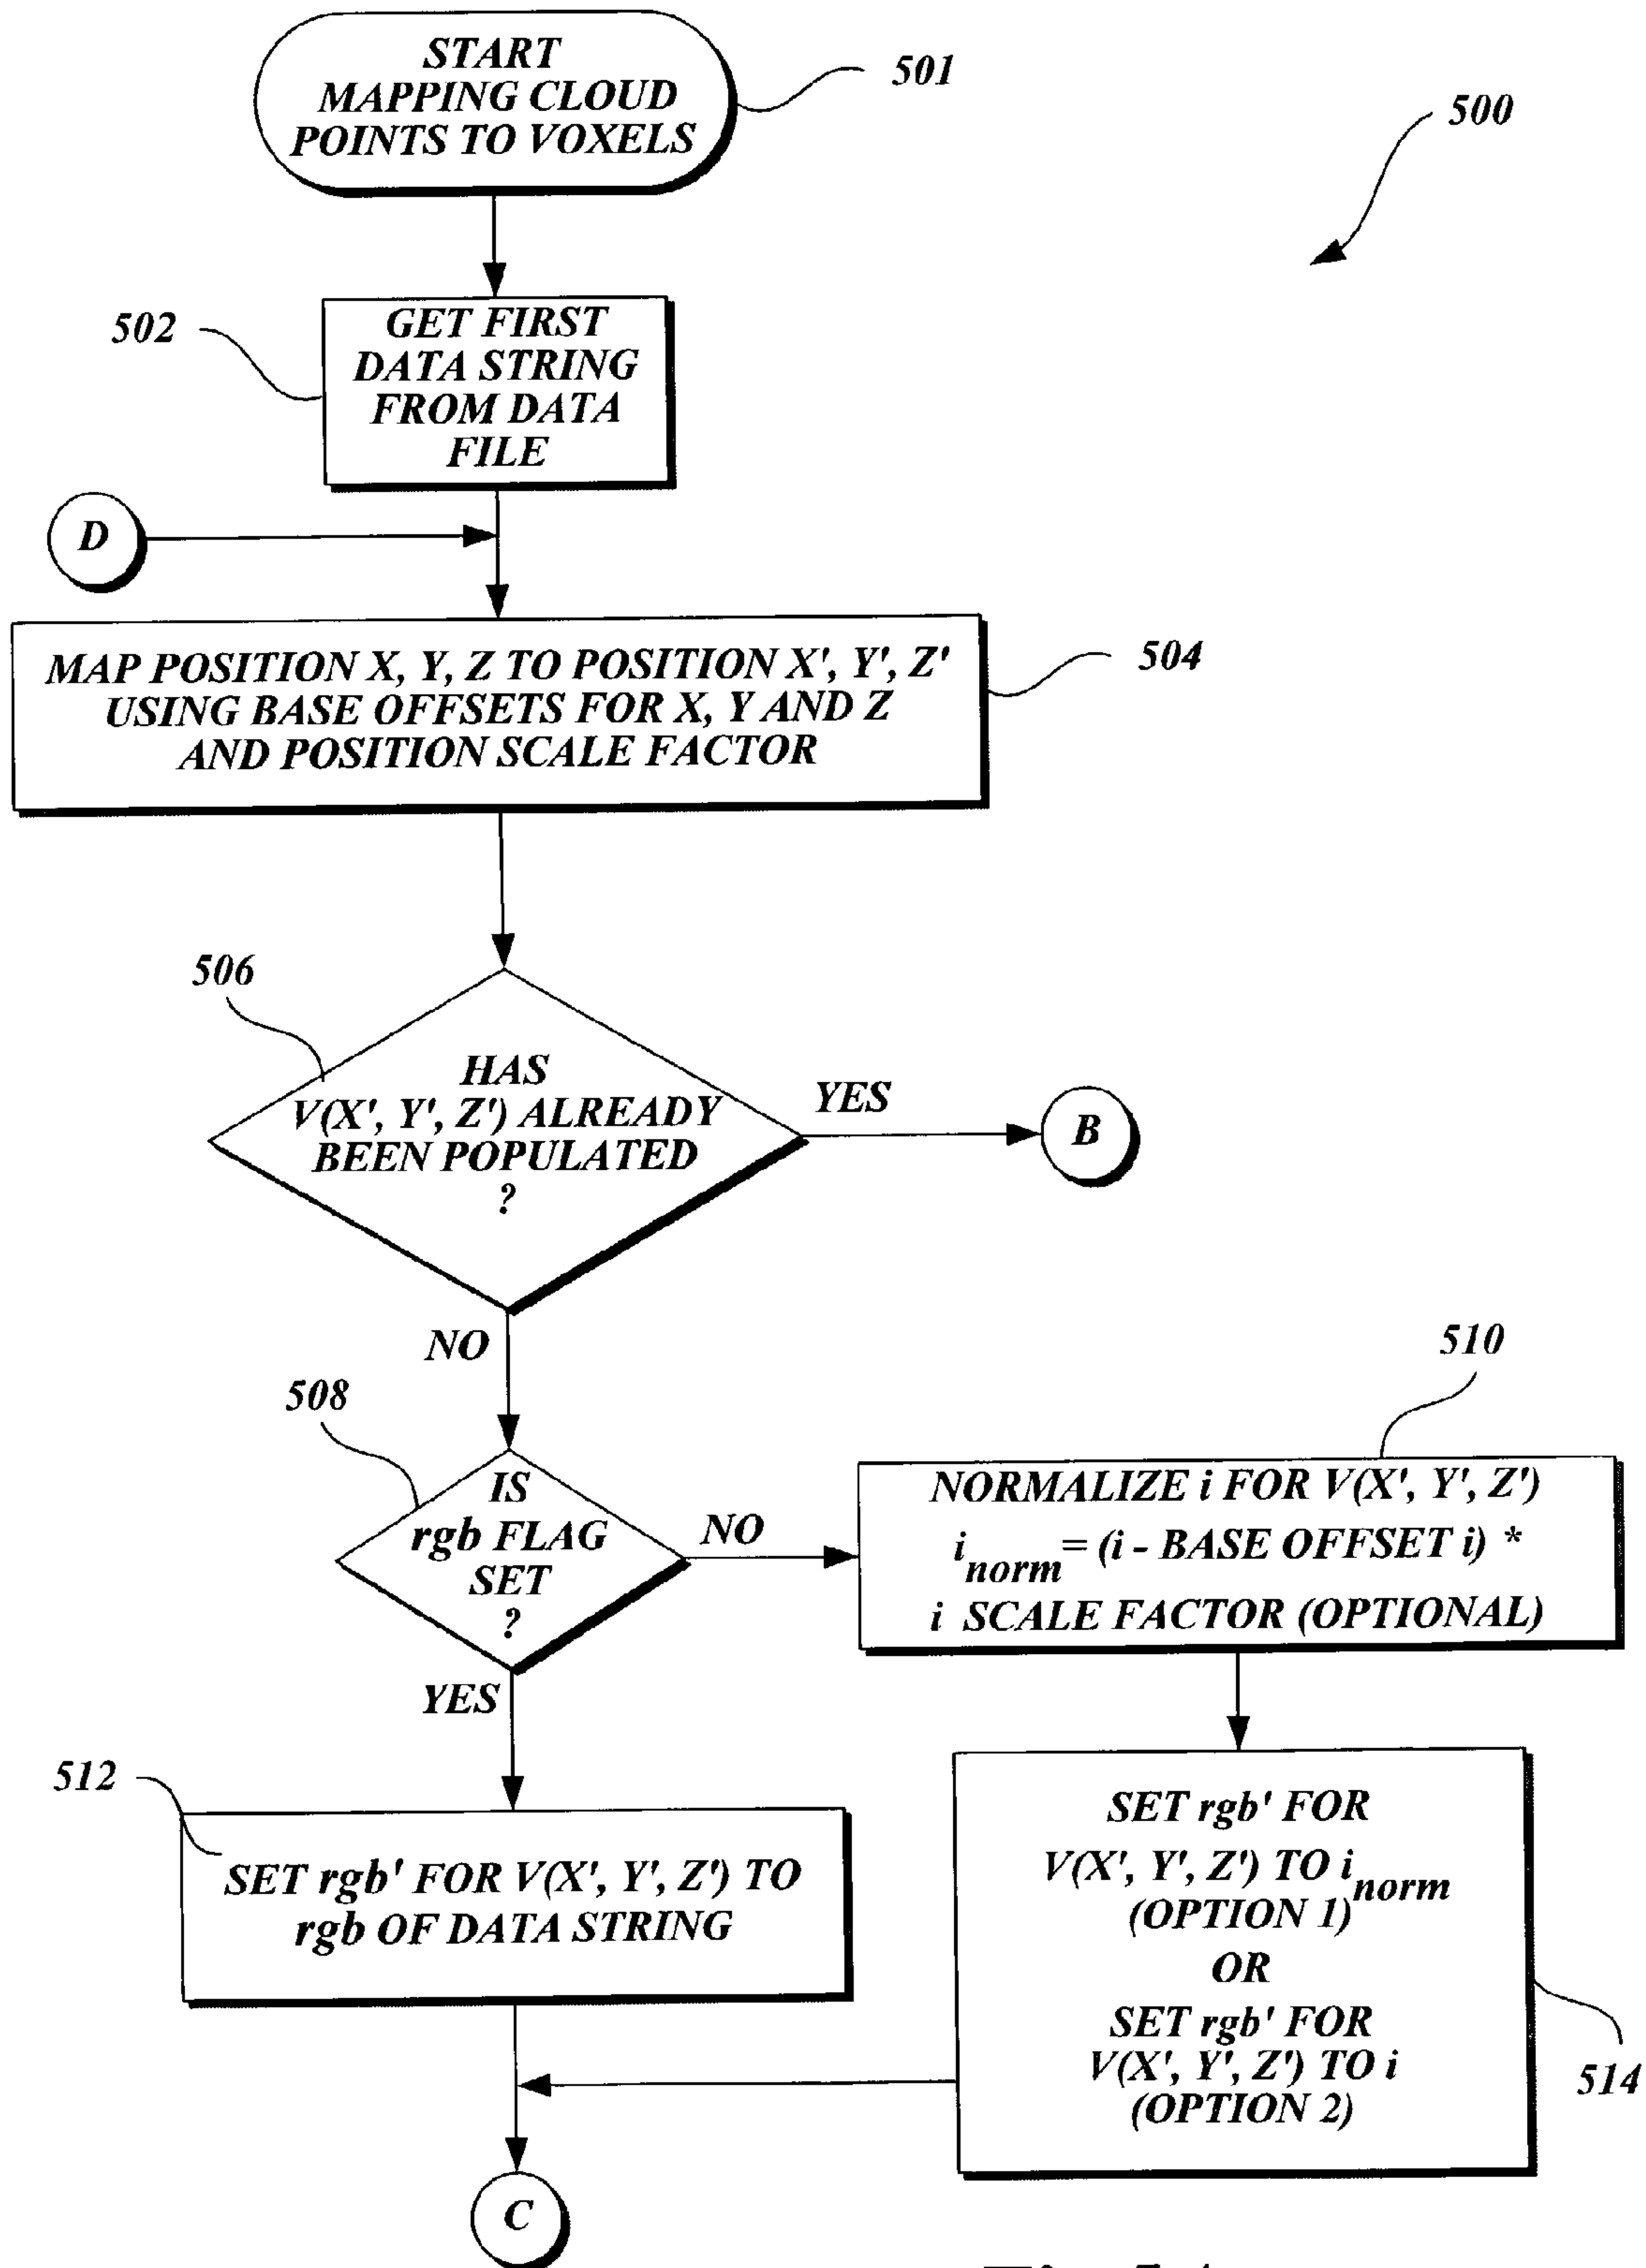 START
MAPPING CLOUD
POINTS TO VOXELS
501
500
502
GET FIRST
DATA STRING
FROM DATA
FILE
D
MAP POSITION X, Y, Z TO POSITION X', Y', Z'
USING BASE OFFSETS FOR X, Y AND Z
AND POSITION SCALE FACTOR
504
506
HAS
V(X', Y', Z') ALREADY
BEEN POPULATED
?
YES
B
NO
508
IS
rgb FLAG
SET
?
NO
510
NORMALIZE i FOR V(X', Y', Z')
i norm = (i - BASE OFFSET i) *
i SCALE FACTOR (OPTIONAL)
YES
512
SET rgb' FOR V(X', Y', Z') TO
rgb OF DATA STRING
SET rgb' FOR
V(X', Y', Z') TO i norm
(OPTION 1)
OR
SET rgb' FOR
V(X', Y', Z') TO i
(OPTION 2)
514
C